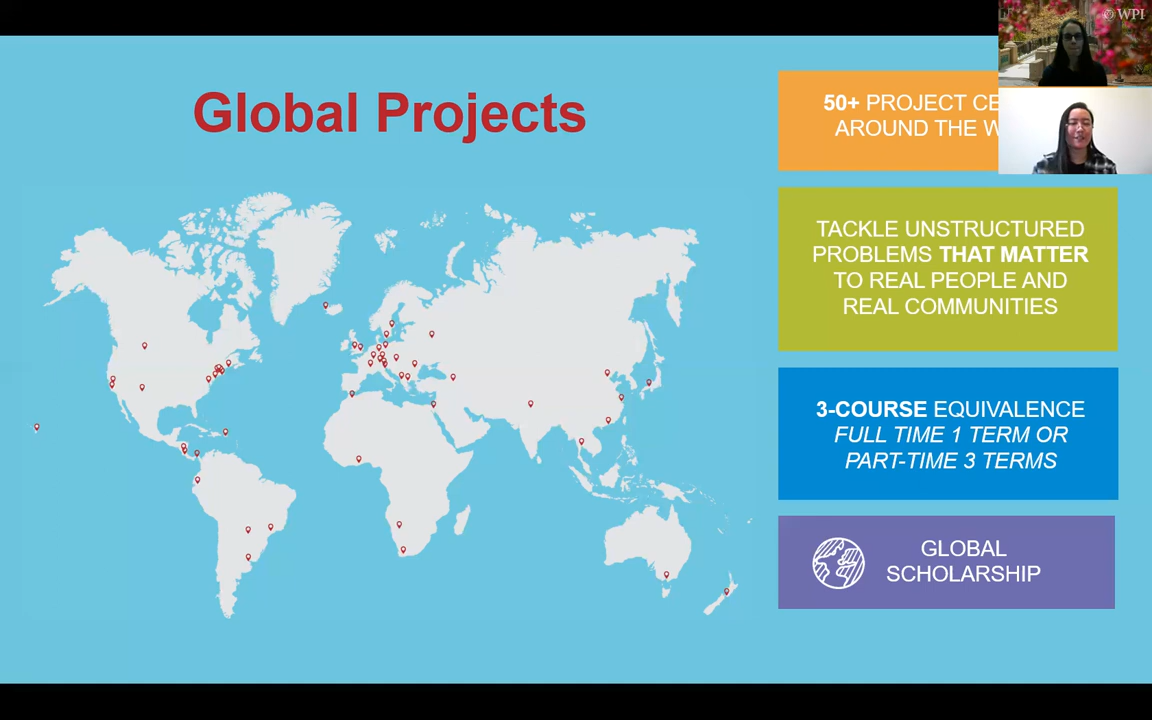 WPI
Global Projects
50+ PROJECT CE
AROUND THE W
TACKLE UNSTRUCTURED
PROBLEMS THAT MATTER
TO REAL PEOPLE AND
REAL COMMUNITIES
3-COURSE EQUIVALENCE
FULL TIME 1 TERM OR
PART-TIME 3 TERMS
GLOBAL
SCHOLARSHIP